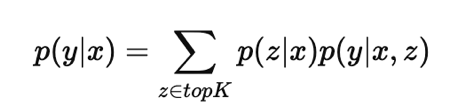 p(y|x) = ∑ p(z|x)p(y|x, z)
z∈topK